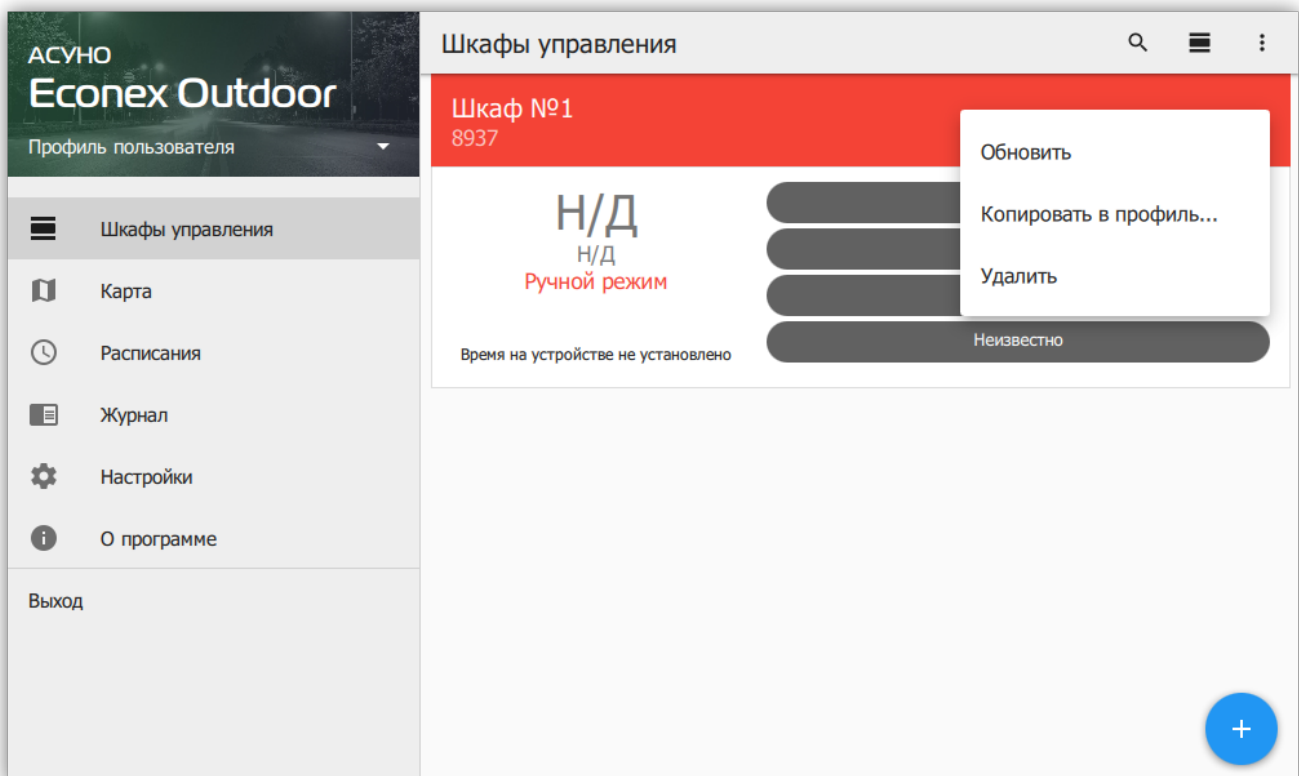 АСУНО
Econex Outdoor
Профиль пользователя
Шкафы управления
Карта
Расписания
Журнал
Настройки
О программе
Выход
Шкафы управления
Шкаф №1
8937
Н/Д
Н/Д
Ручной режим
Время на устройстве не установлено
Обновить
Копировать в профиль...
Удалить
Неизвестно